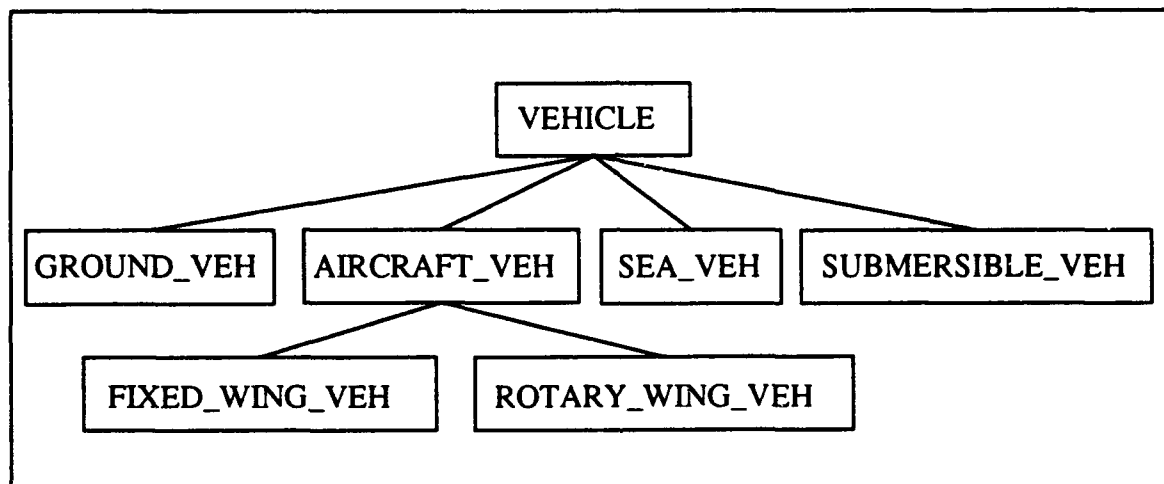 VEHICLE
GROUND_VEH AIRCRAFT_VEH SEA_VEH SUBMERSIBLE_VEH
FIXED_WING_VEH ROTARY_WING_VEH